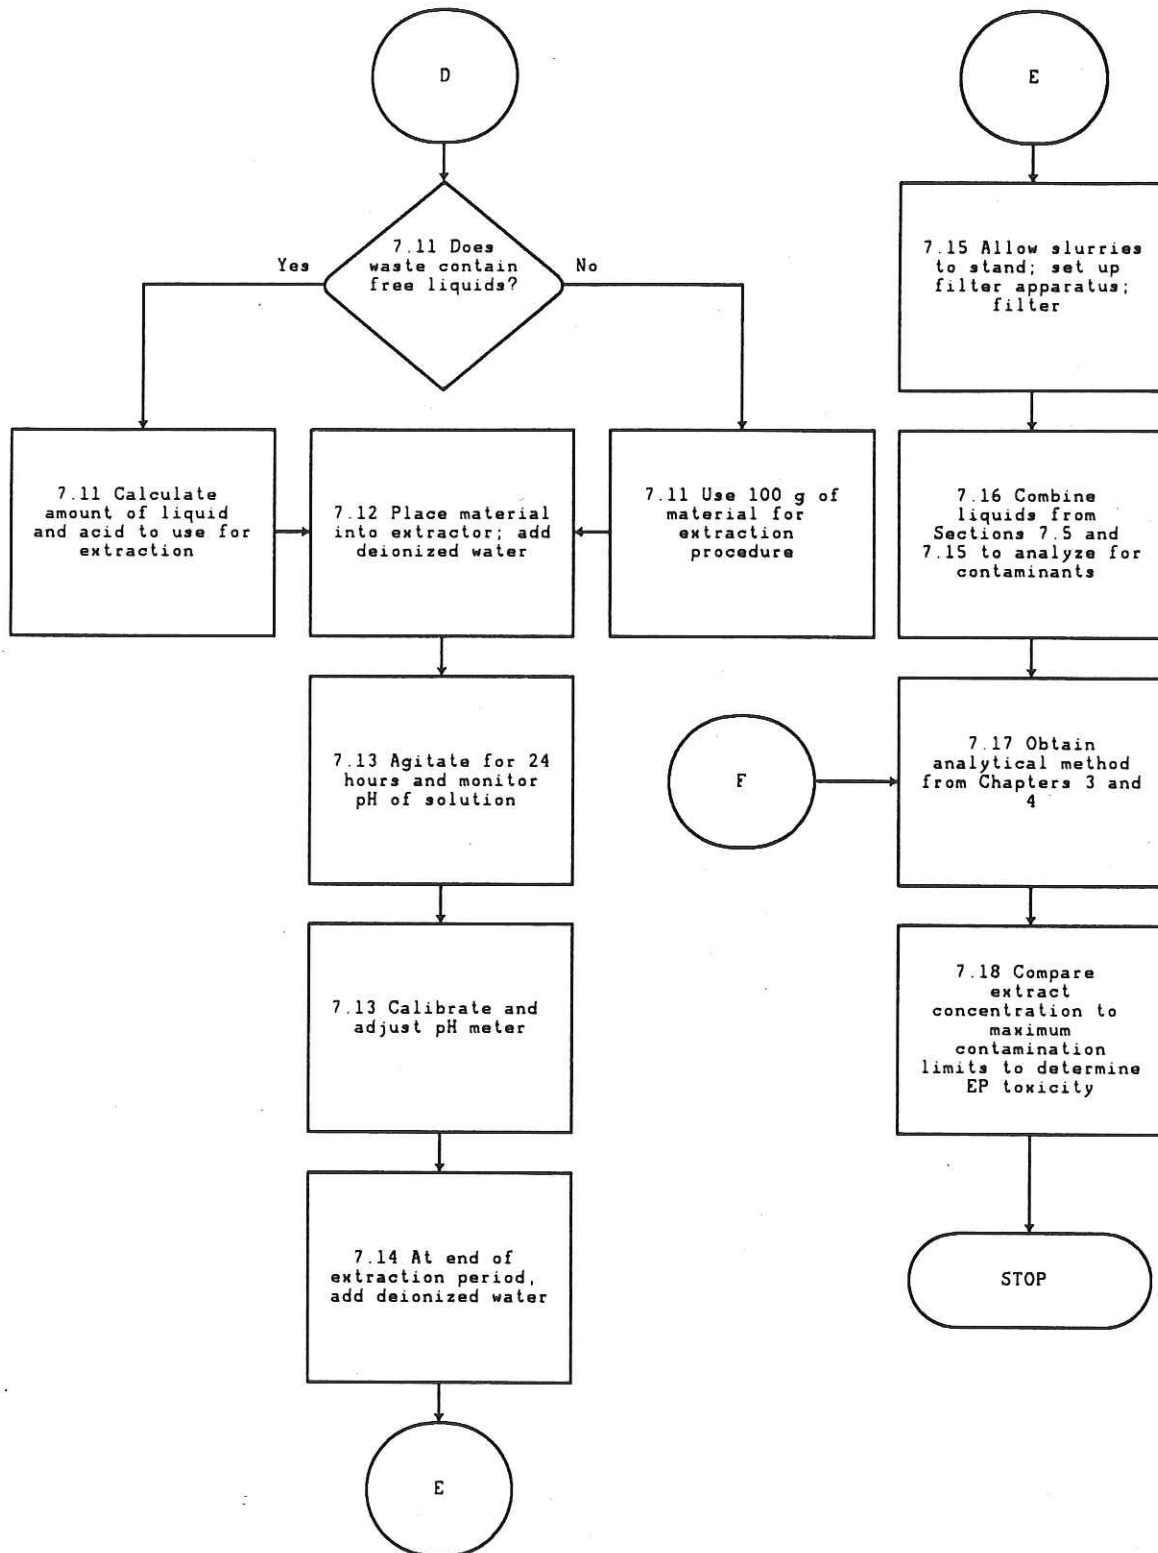 D
7.11 Does
waste contain
free liquids?
Yes
No
7.11 Calculate
amount of liquid
and acid to use for
extraction
7.12 Place material
into extractor; add
deionized water
7.11 Use 100 g of
material for
extraction
procedure
7.13 Agitate for 24
hours and monitor
pH of solution
7.13 Calibrate and
adjust pH meter
7.14 At end of
extraction period,
add deionized water
E
E
7.15 Allow slurries
to stand; set up
filter apparatus;
filter
7.16 Combine
liquids from
Sections 7.5 and
7.15 to analyze for
contaminants
F
7.17 Obtain
analytical method
from Chapters 3 and
4
7.18 Compare
extract
concentration to
maximum
contamination
limits to determine
EP toxicity
STOP